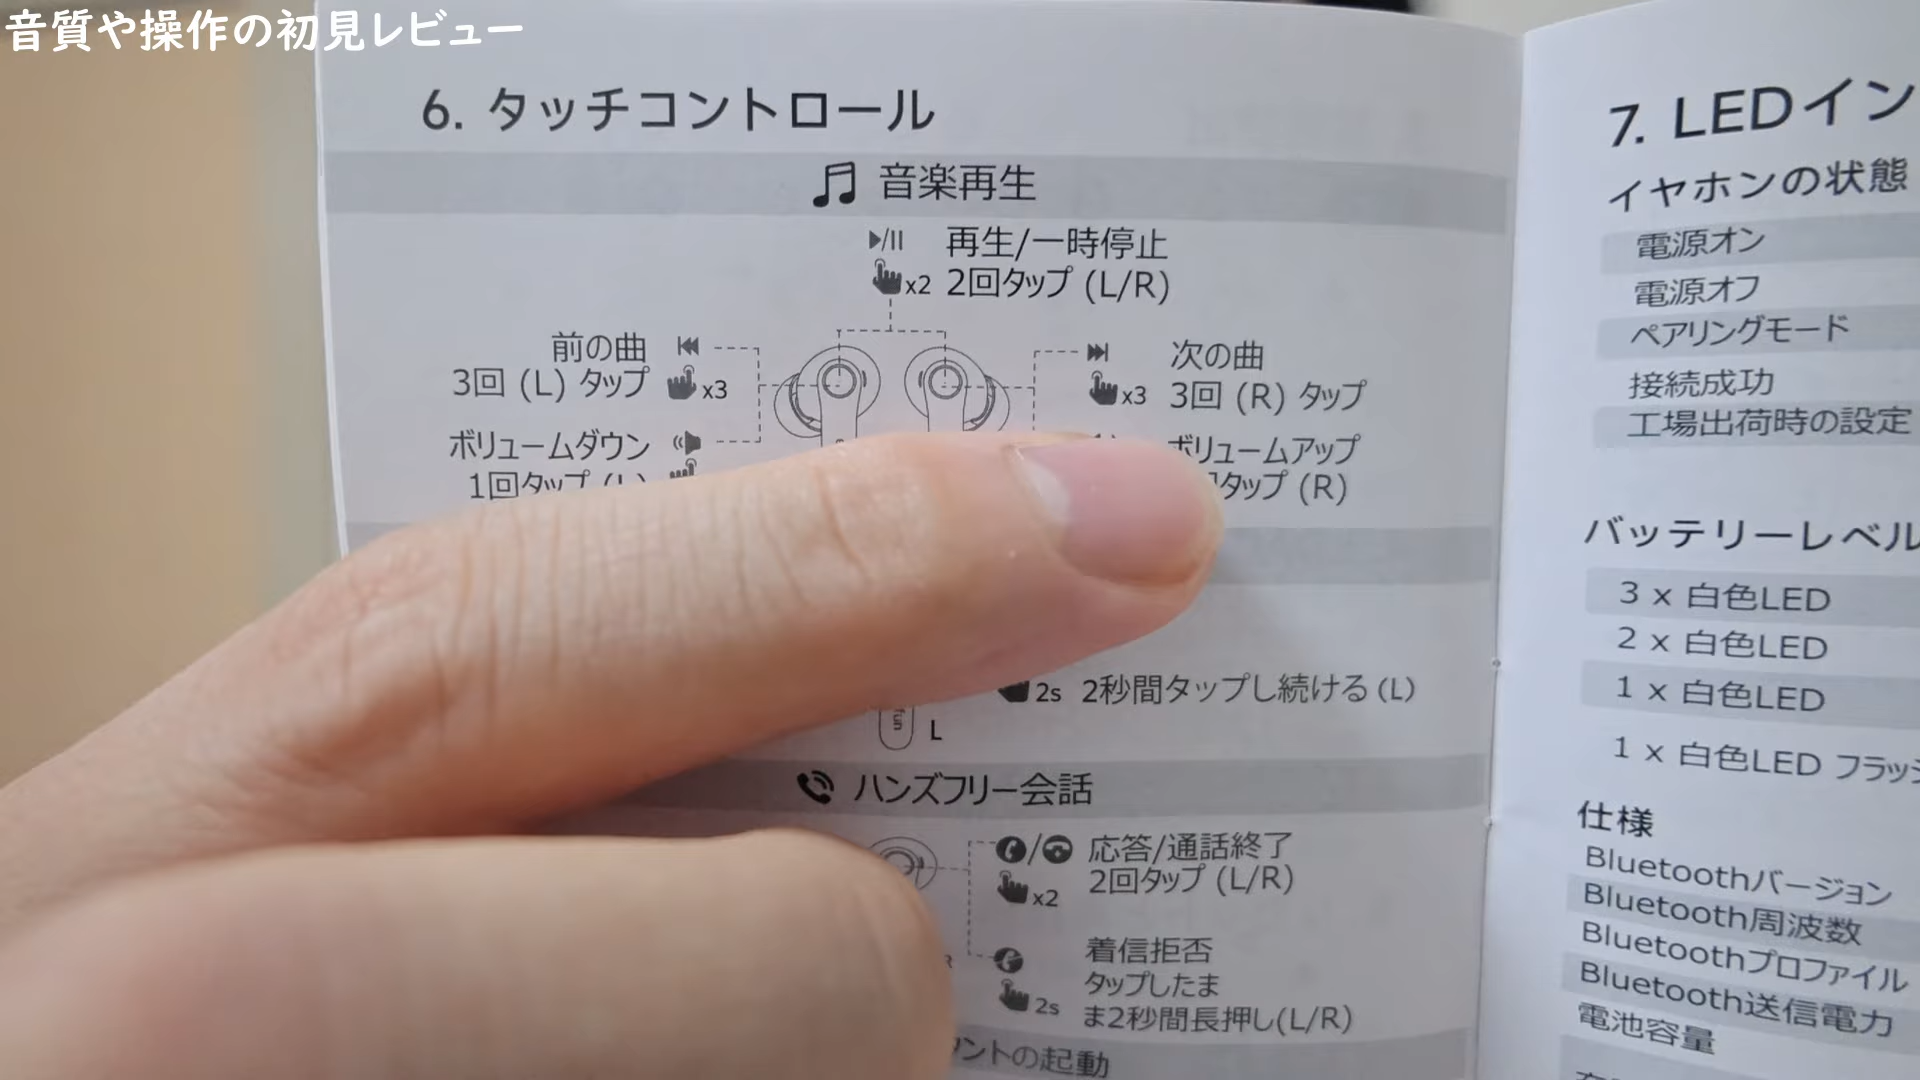 音質や操作の初見レビュー
6. タッチコントロール
音楽再生
再生/一時停止
x2 2回タップ (L/R)
前の曲
3回 (L) タップ x3
次の曲
x3 3回 (R) タップ
ボリュームダウン
1回タップ (L)
ボリュームアップ
タップ (R)
2s 2秒間タップし続ける (L)
L
ハンズフリー会話
応答/通話終了
x2 2回タップ (L/R)
着信拒否
タップしたま
2s ま2秒間長押し(L/R)
ントの起動
7. LEDイン
イヤホンの状態
電源オン
電源オフ
ペアリングモード
接続成功
工場出荷時の設定
バッテリーレベル
3 x 白色LED
2 x 白色LED
1 x 白色LED
1 x 白色LED フラッシ
仕様
Bluetoothバージョン
Bluetooth周波数
Bluetoothプロファイル
Bluetooth送信電力
電池容量